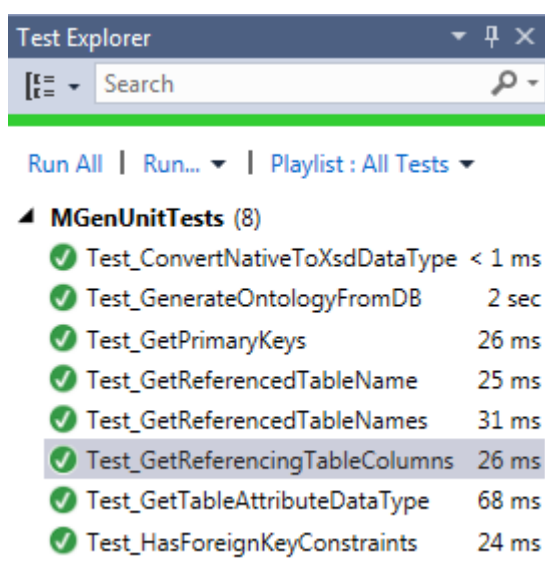 Test Explorer
Search
Run All | Run... | Playlist : All Tests
MGenUnitTests (8)
Test_ConvertNativeToXsdDataType < 1 ms
Test_GenerateOntologyFromDB 2 sec
Test_GetPrimaryKeys 26 ms
Test_GetReferencedTableName 25 ms
Test_GetReferencedTableNames 31 ms
Test_GetReferencingTableColumns 26 ms
Test_GetTableAttributeDataType 68 ms
Test_HasForeignKeyConstraints 24 ms